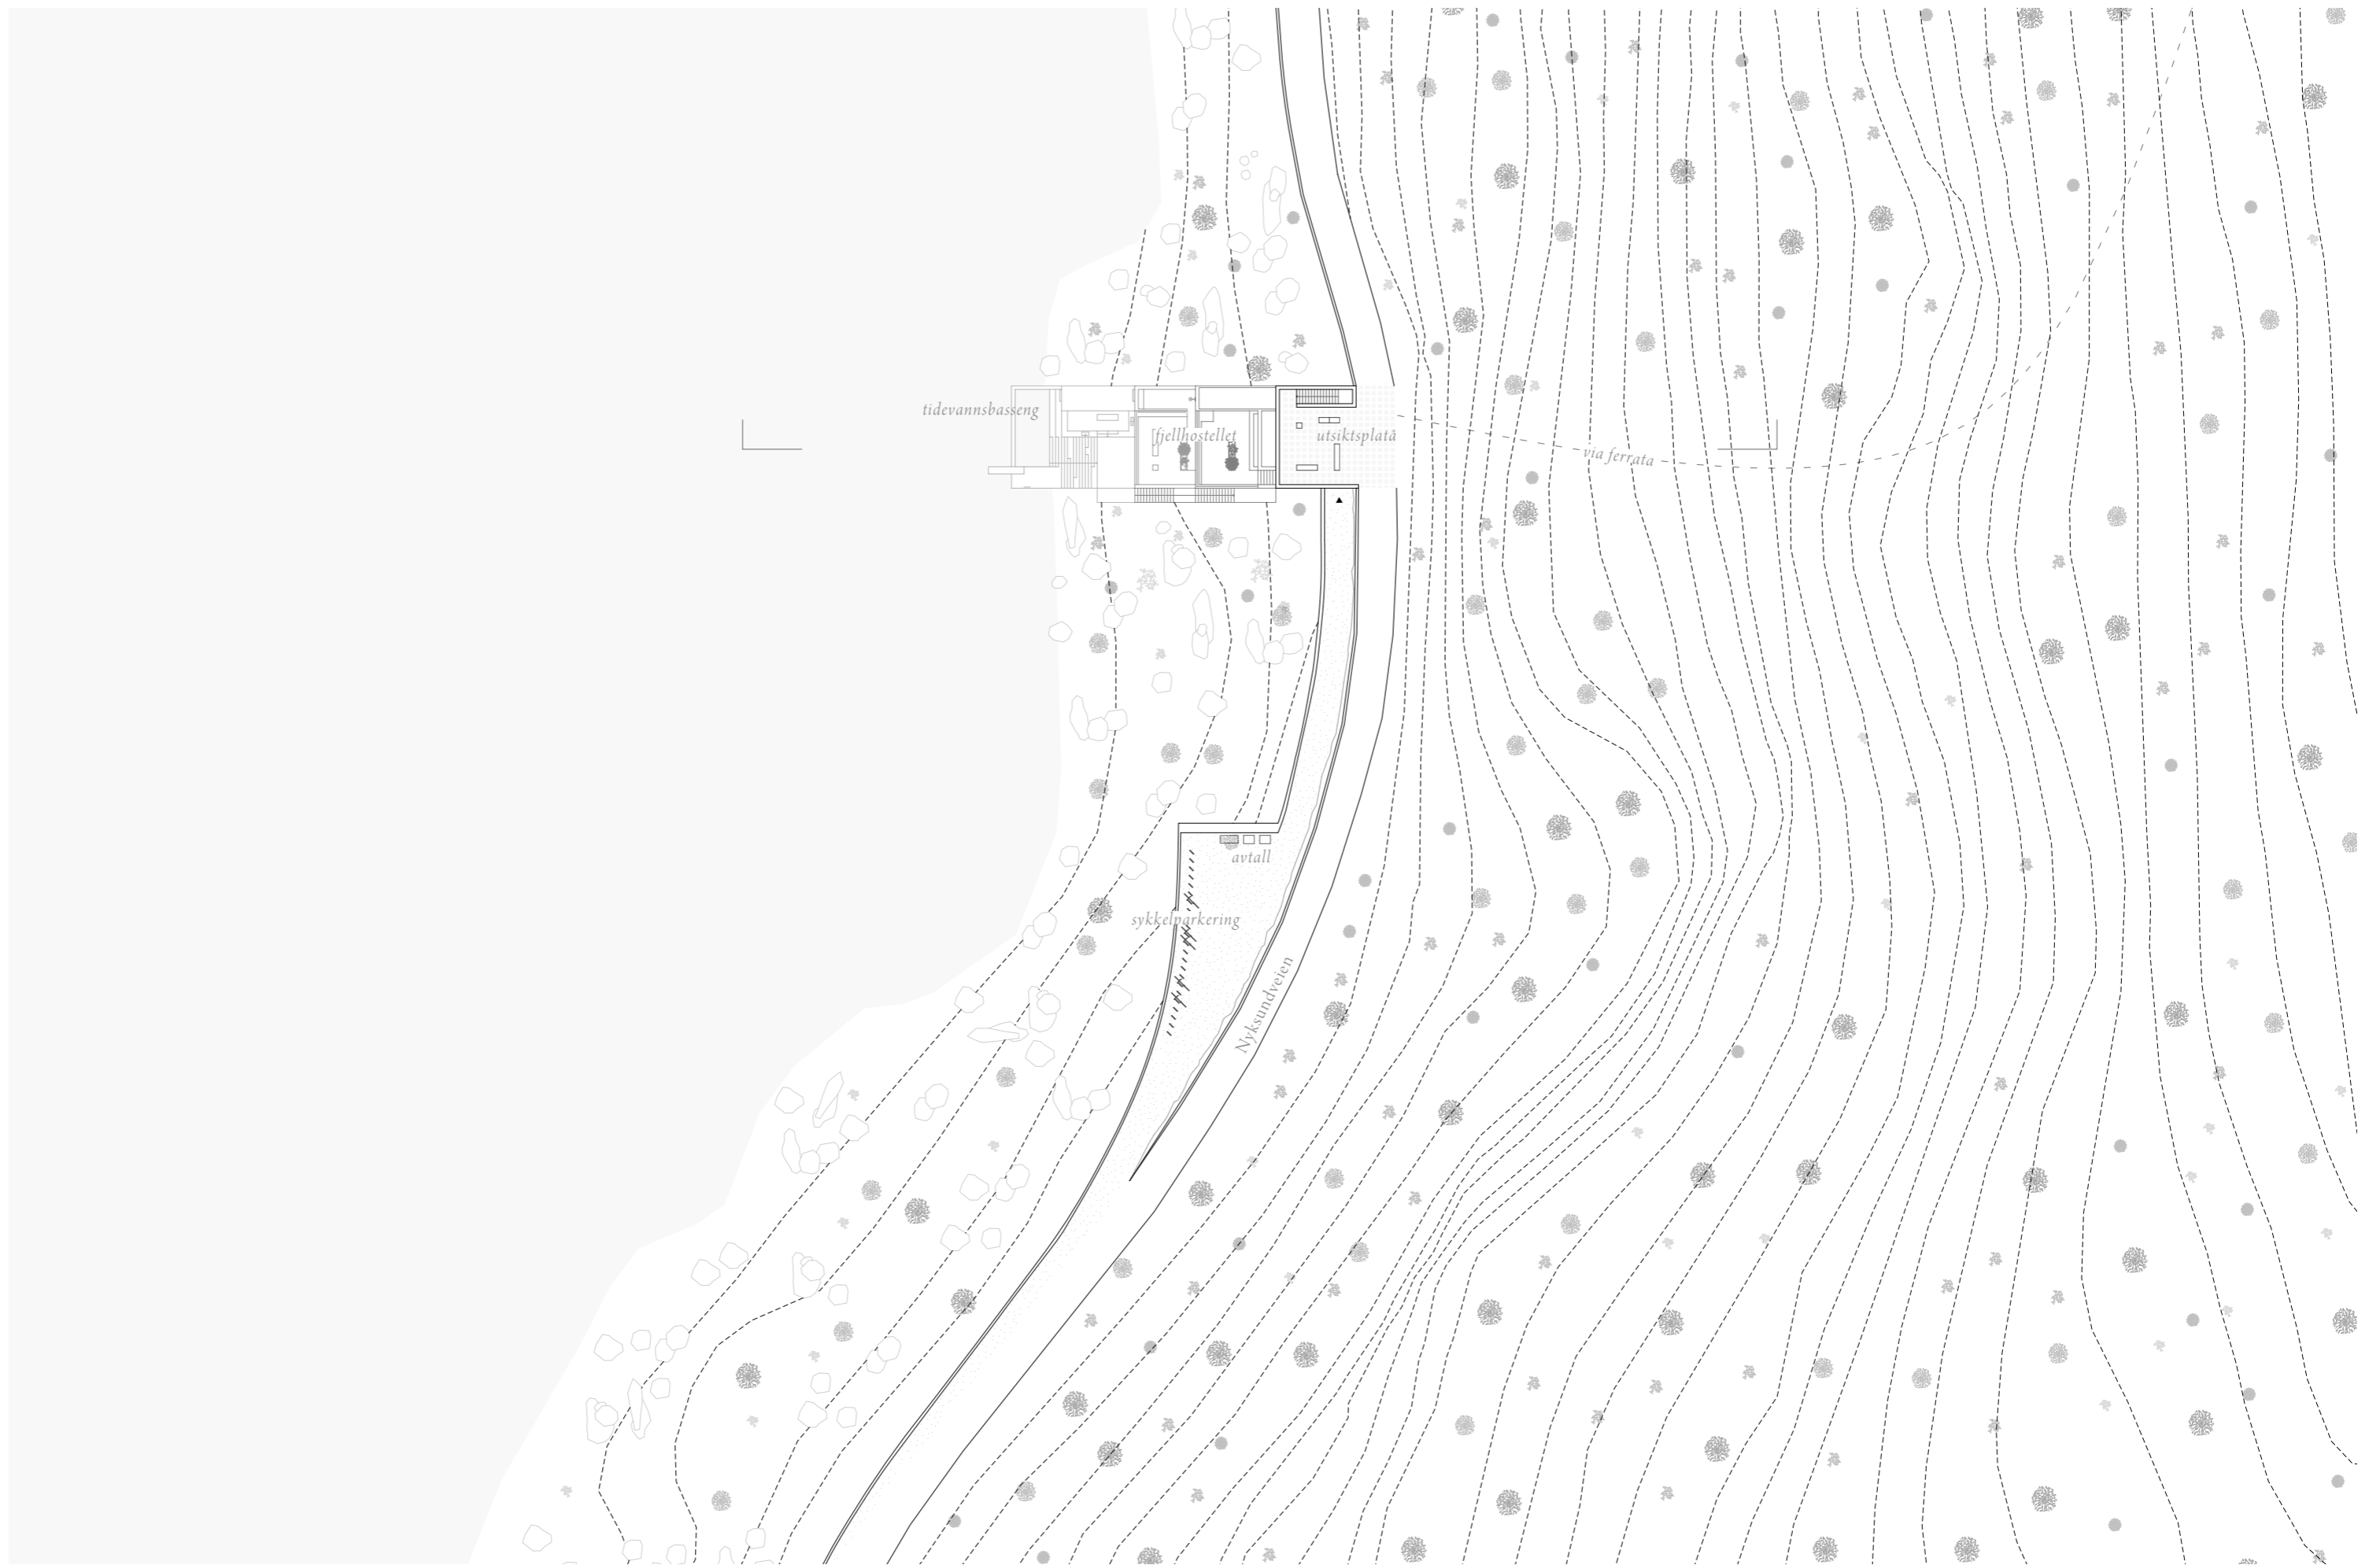 tidevannsbasseng
fjellhostellet
utsiktsplatå
via ferrata
avtall
sykkelparkering
Nyksundveien